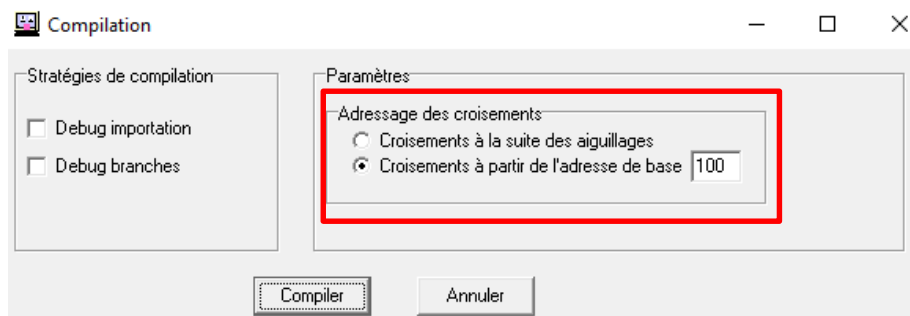 Compilation
Stratégies de compilation
Debug importation
Debug branches
Paramètres
Adressage des croisements
Croisements à la suite des aiguillages
Croisements à partir de l'adresse de base 100
Compiler
Annuler